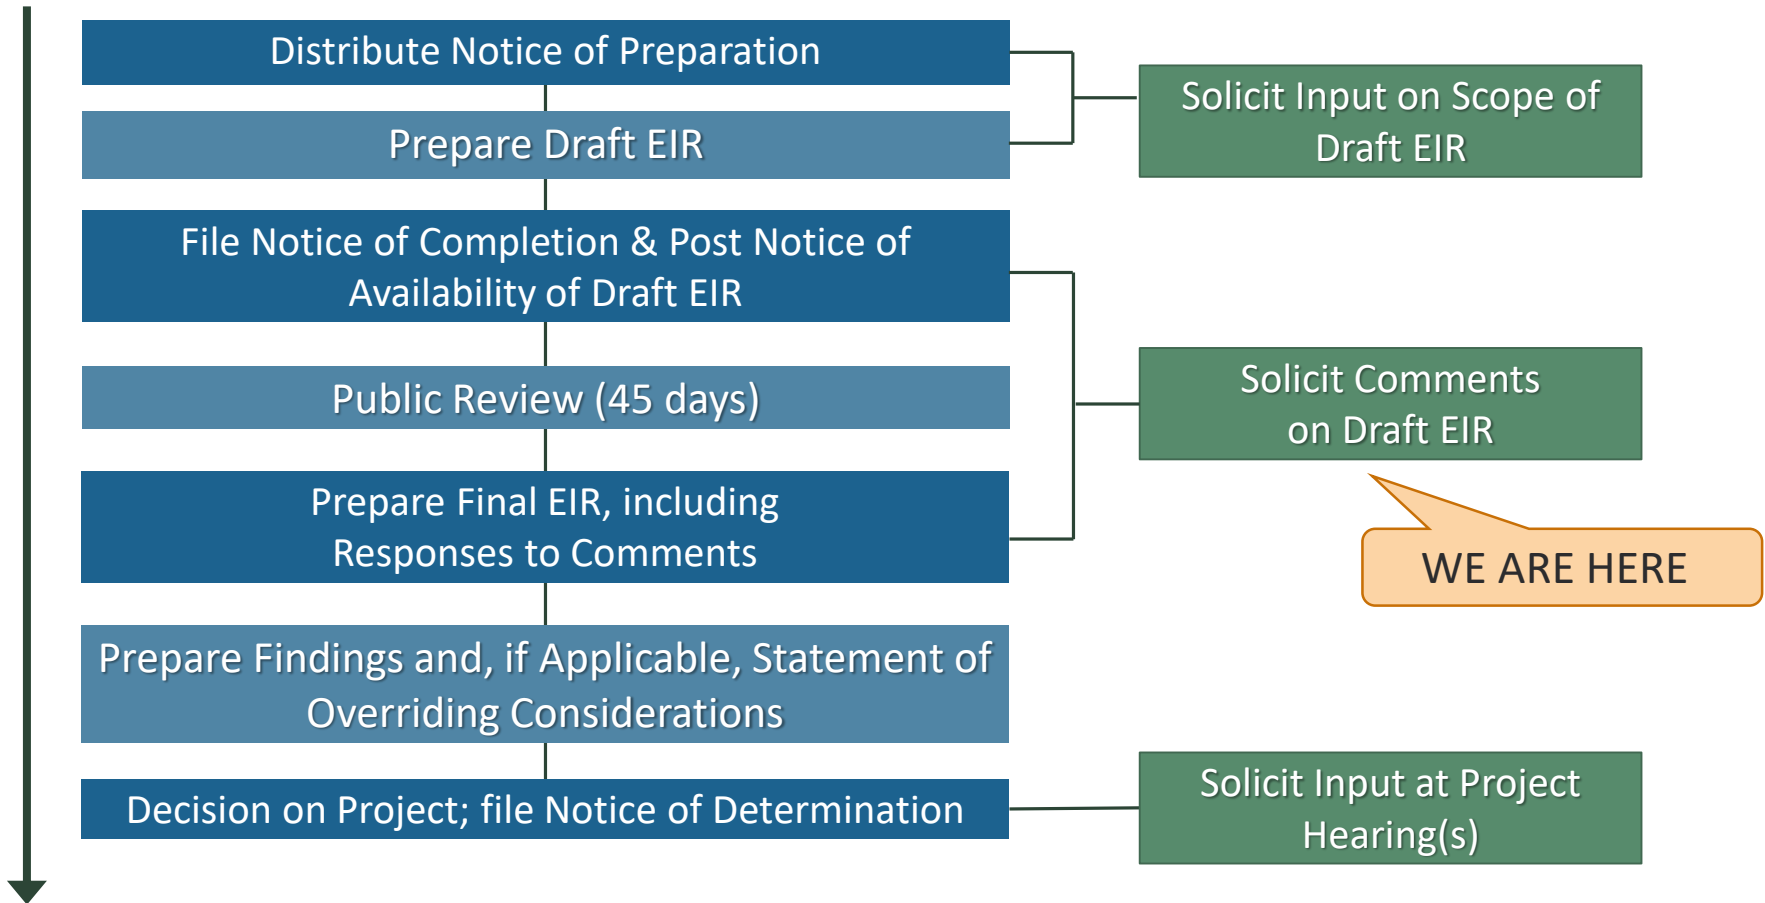 Distribute Notice of Preparation
Prepare Draft EIR
Solicit Input on Scope of
Draft EIR
File Notice of Completion & Post Notice of
Availability of Draft EIR
Public Review (45 days)
Solicit Comments
on Draft EIR
Prepare Final EIR, including
Responses to Comments
WE ARE HERE
Prepare Findings and, if Applicable, Statement of
Overriding Considerations
Decision on Project; file Notice of Determination
Solicit Input at Project
Hearing(s)